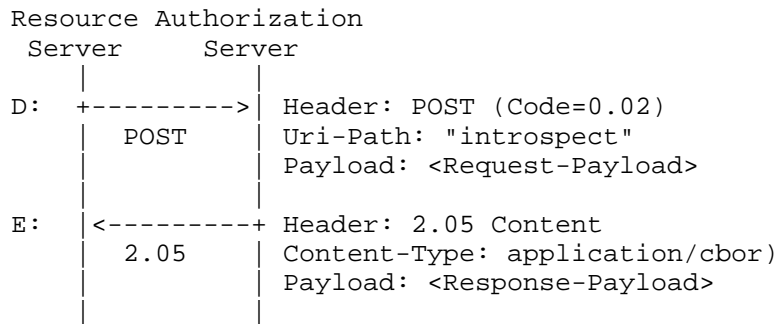 Resource Authorization
Server Server
| |
D: +--------->| Header: POST (Code=0.02)
| POST | Uri-Path: "introspect"
| | Payload: <Request-Payload>
| |
E: |<---------+ Header: 2.05 Content
| 2.05 | Content-Type: application/cbor)
| | Payload: <Response-Payload>
| |